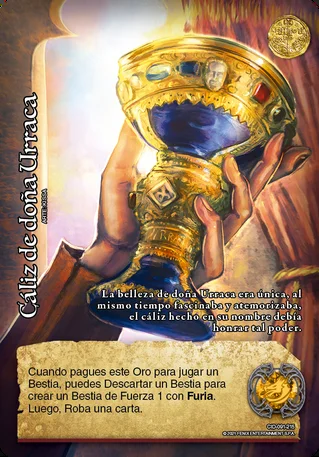 Cáliz de doña Urraca
La belleza de doña Urraca era única, al
mismo tiempo fascinaba y atemorizaba,
el cáliz hecho en su nombre debía
honrar tal poder.
Cuando pagues este Oro para jugar un
Bestia, puedes Descartar un Bestia para
crear un Bestia de Fuerza 1 con Furia.
Luego, Roba una carta.
© 2021 FENIX ENTERTAINMENT S.P.A.